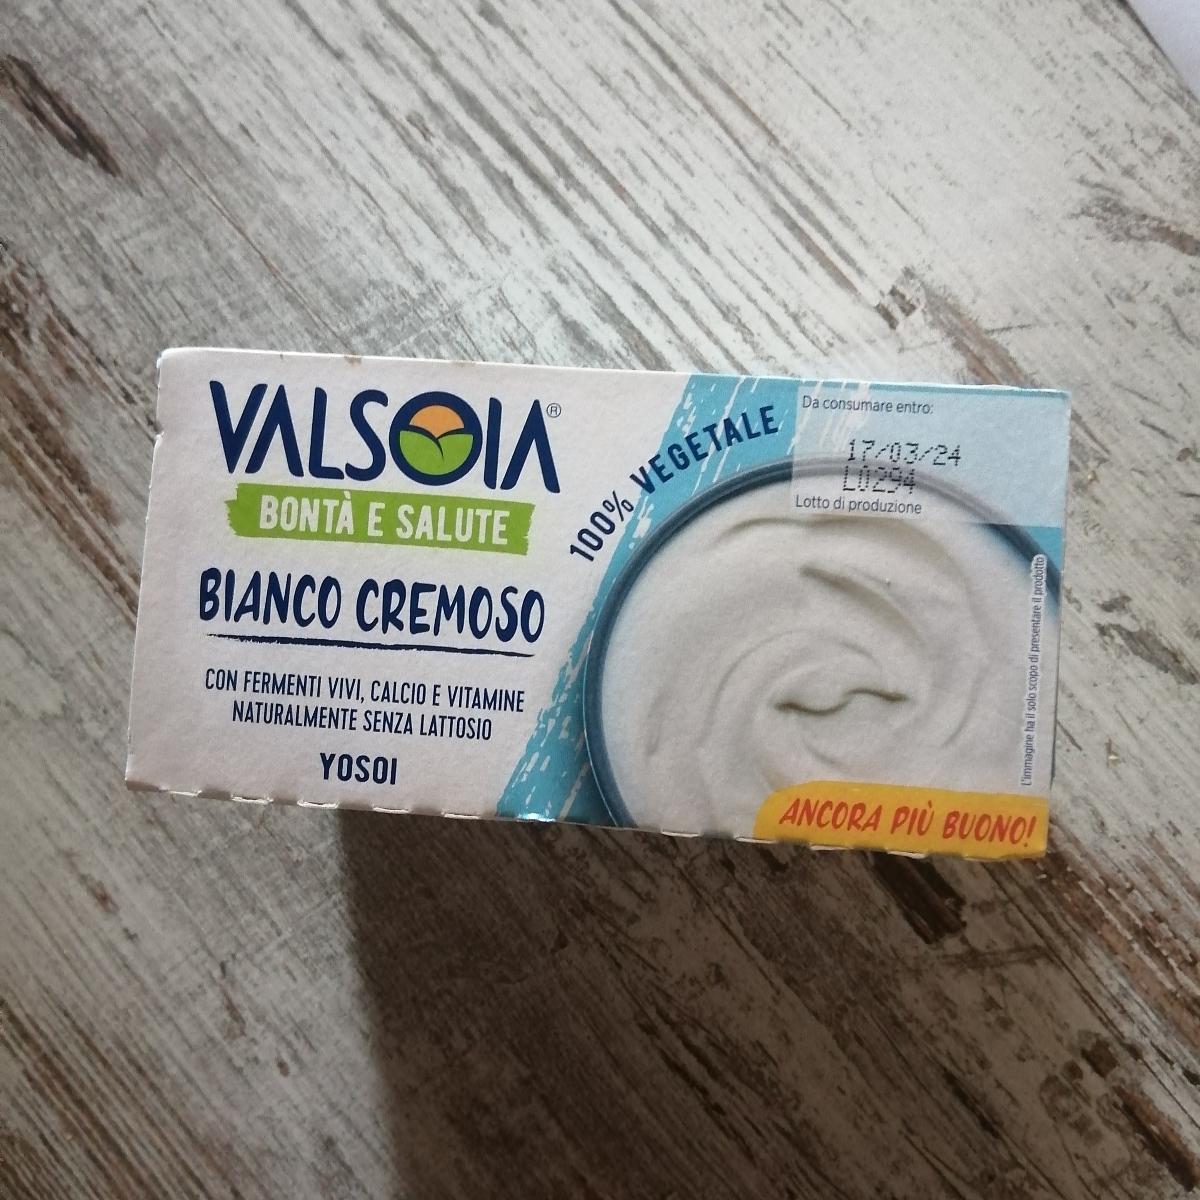 VALSOIA®
BONTÀ E SALUTE
BIANCO CREMOSO
CON FERMENTI VIVI, CALCIO E VITAMINE
NATURALMENTE SENZA LATTOSIO
YOSOI
100% VEGETALE
Da consumare entro:
17/03/24
L0294
Lotto di produzione
L'immagine ha il solo scopo di presentare il prodotto
ANCORA PIÙ BUONO!